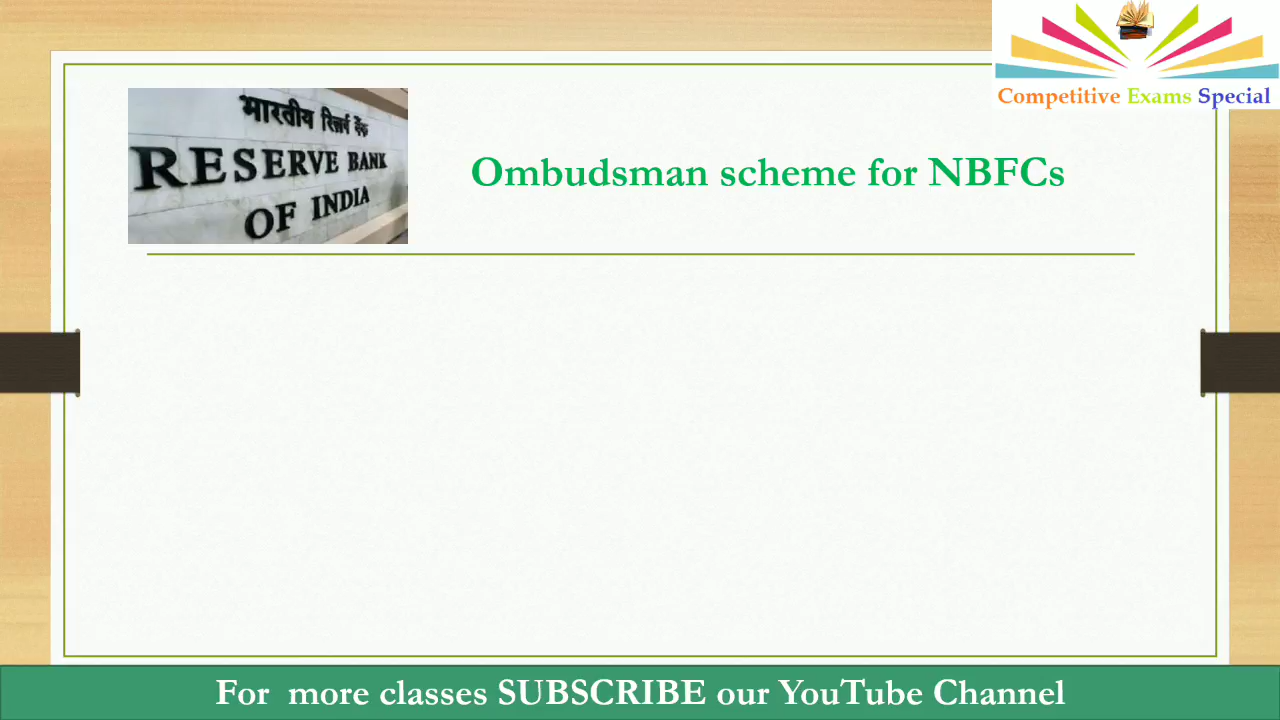 Competitive Exams Special
भारतीय रिज़र्व बैंक
RESERVE BANK
OF INDIA
Ombudsman scheme for NBFCs
For more classes SUBSCRIBE our YouTube Channel